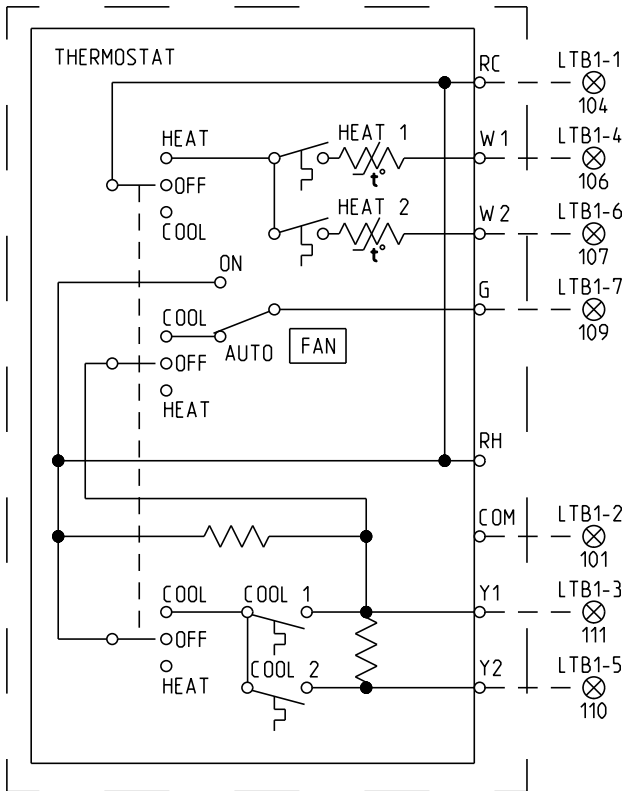 THERMOSTAT
RC
LTB1-1
104
HEAT
HEAT 1
W1
LTB1-4
t°
106
OFF
COOL
HEAT 2
W2
LTB1-6
t°
107
ON
G
LTB1-7
109
COOL
AUTO
FAN
OFF
HEAT
RH
COM
LTB1-2
101
COOL
COOL 1
Y1
LTB1-3
111
OFF
HEAT
COOL 2
Y2
LTB1-5
110